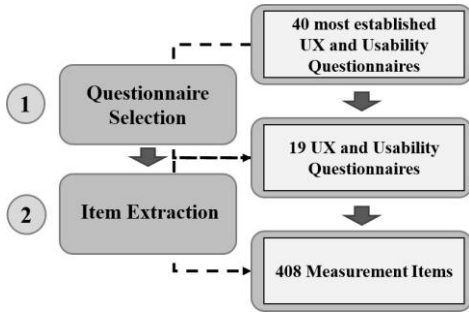 40 most established
UX and Usability
Questionnaires
1
Questionnaire
Selection
19 UX and Usability
Questionnaires
2
Item Extraction
408 Measurement Items